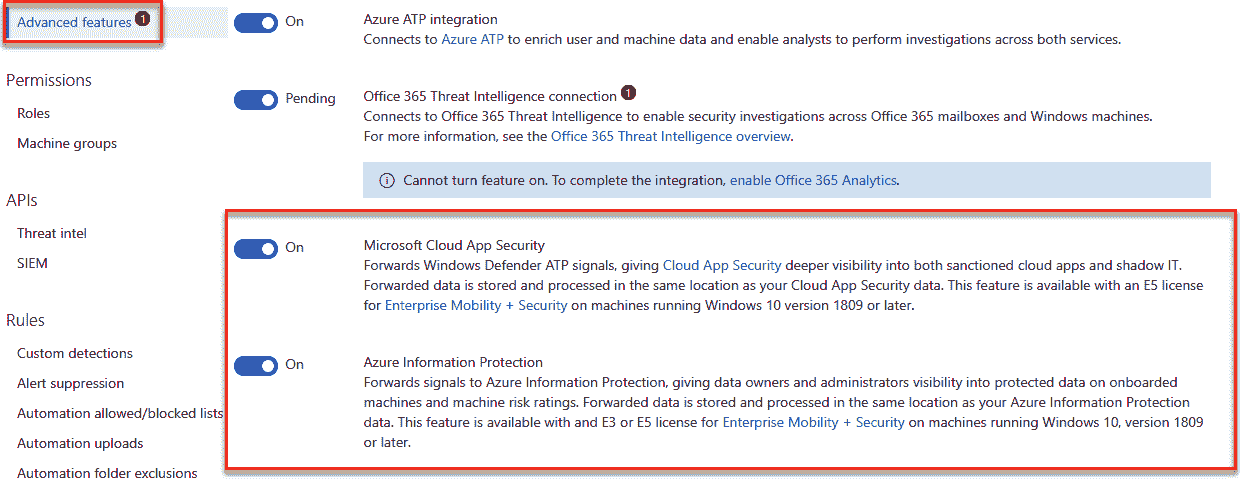 Advanced features 1
Permissions
Roles
Machine groups
APIs
Threat intel
SIEM
Rules
Custom detections
Alert suppression
Automation allowed/blocked lists
Automation uploads
Automation folder exclusions
On
Azure ATP integration
Connects to Azure ATP to enrich user and machine data and enable analysts to perform investigations across both services.
Pending
Office 365 Threat Intelligence connection 1
Connects to Office 365 Threat Intelligence to enable security investigations across Office 365 mailboxes and Windows machines.
For more information, see the Office 365 Threat Intelligence overview.
Cannot turn feature on. To complete the integration, enable Office 365 Analytics.
On
Microsoft Cloud App Security
Forwards Windows Defender ATP signals, giving Cloud App Security deeper visibility into both sanctioned cloud apps and shadow IT.
Forwarded data is stored and processed in the same location as your Cloud App Security data. This feature is available with an E5 license
for Enterprise Mobility + Security on machines running Windows 10 version 1809 or later.
On
Azure Information Protection
Forwards signals to Azure Information Protection, giving data owners and administrators visibility into protected data on onboarded
machines and machine risk ratings. Forwarded data is stored and processed in the same location as your Azure Information Protection
data. This feature is available with and E3 or E5 license for Enterprise Mobility + Security on machines running Windows 10, version 1809
or later.